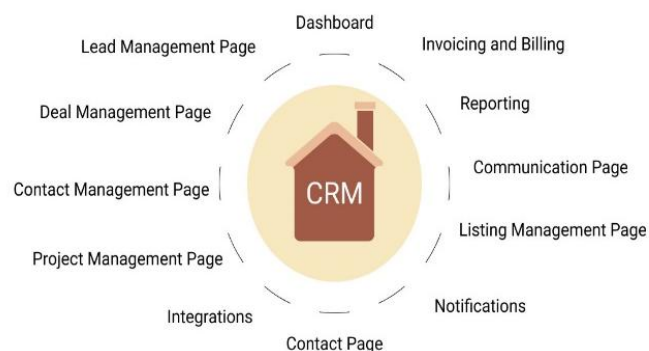 Dashboard
Lead Management Page
Invoicing and Billing
Deal Management Page
Reporting
Contact Management Page
CRM
Communication Page
Project Management Page
Listing Management Page
Integrations
Notifications
Contact Page